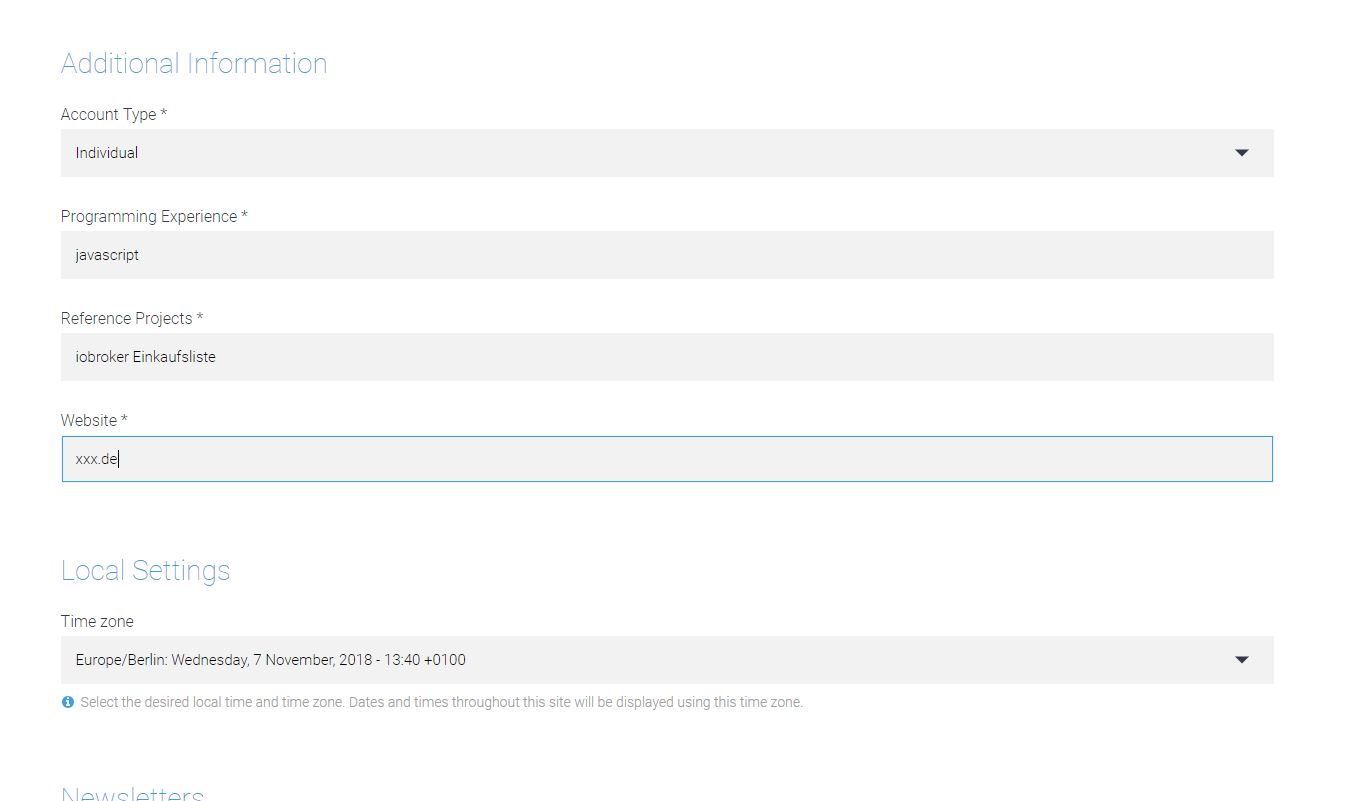 Additional Information
Account Type *
Individual
Programming Experience *
javascript
Reference Projects *
iobroker Einkaufsliste
Website *
xxx.de
Local Settings
Time zone
Europe/Berlin: Wednesday, 7 November, 2018 - 13:40 +0100
Select the desired local time and time zone. Dates and times throughout this site will be displayed using this time zone.
Newsletters